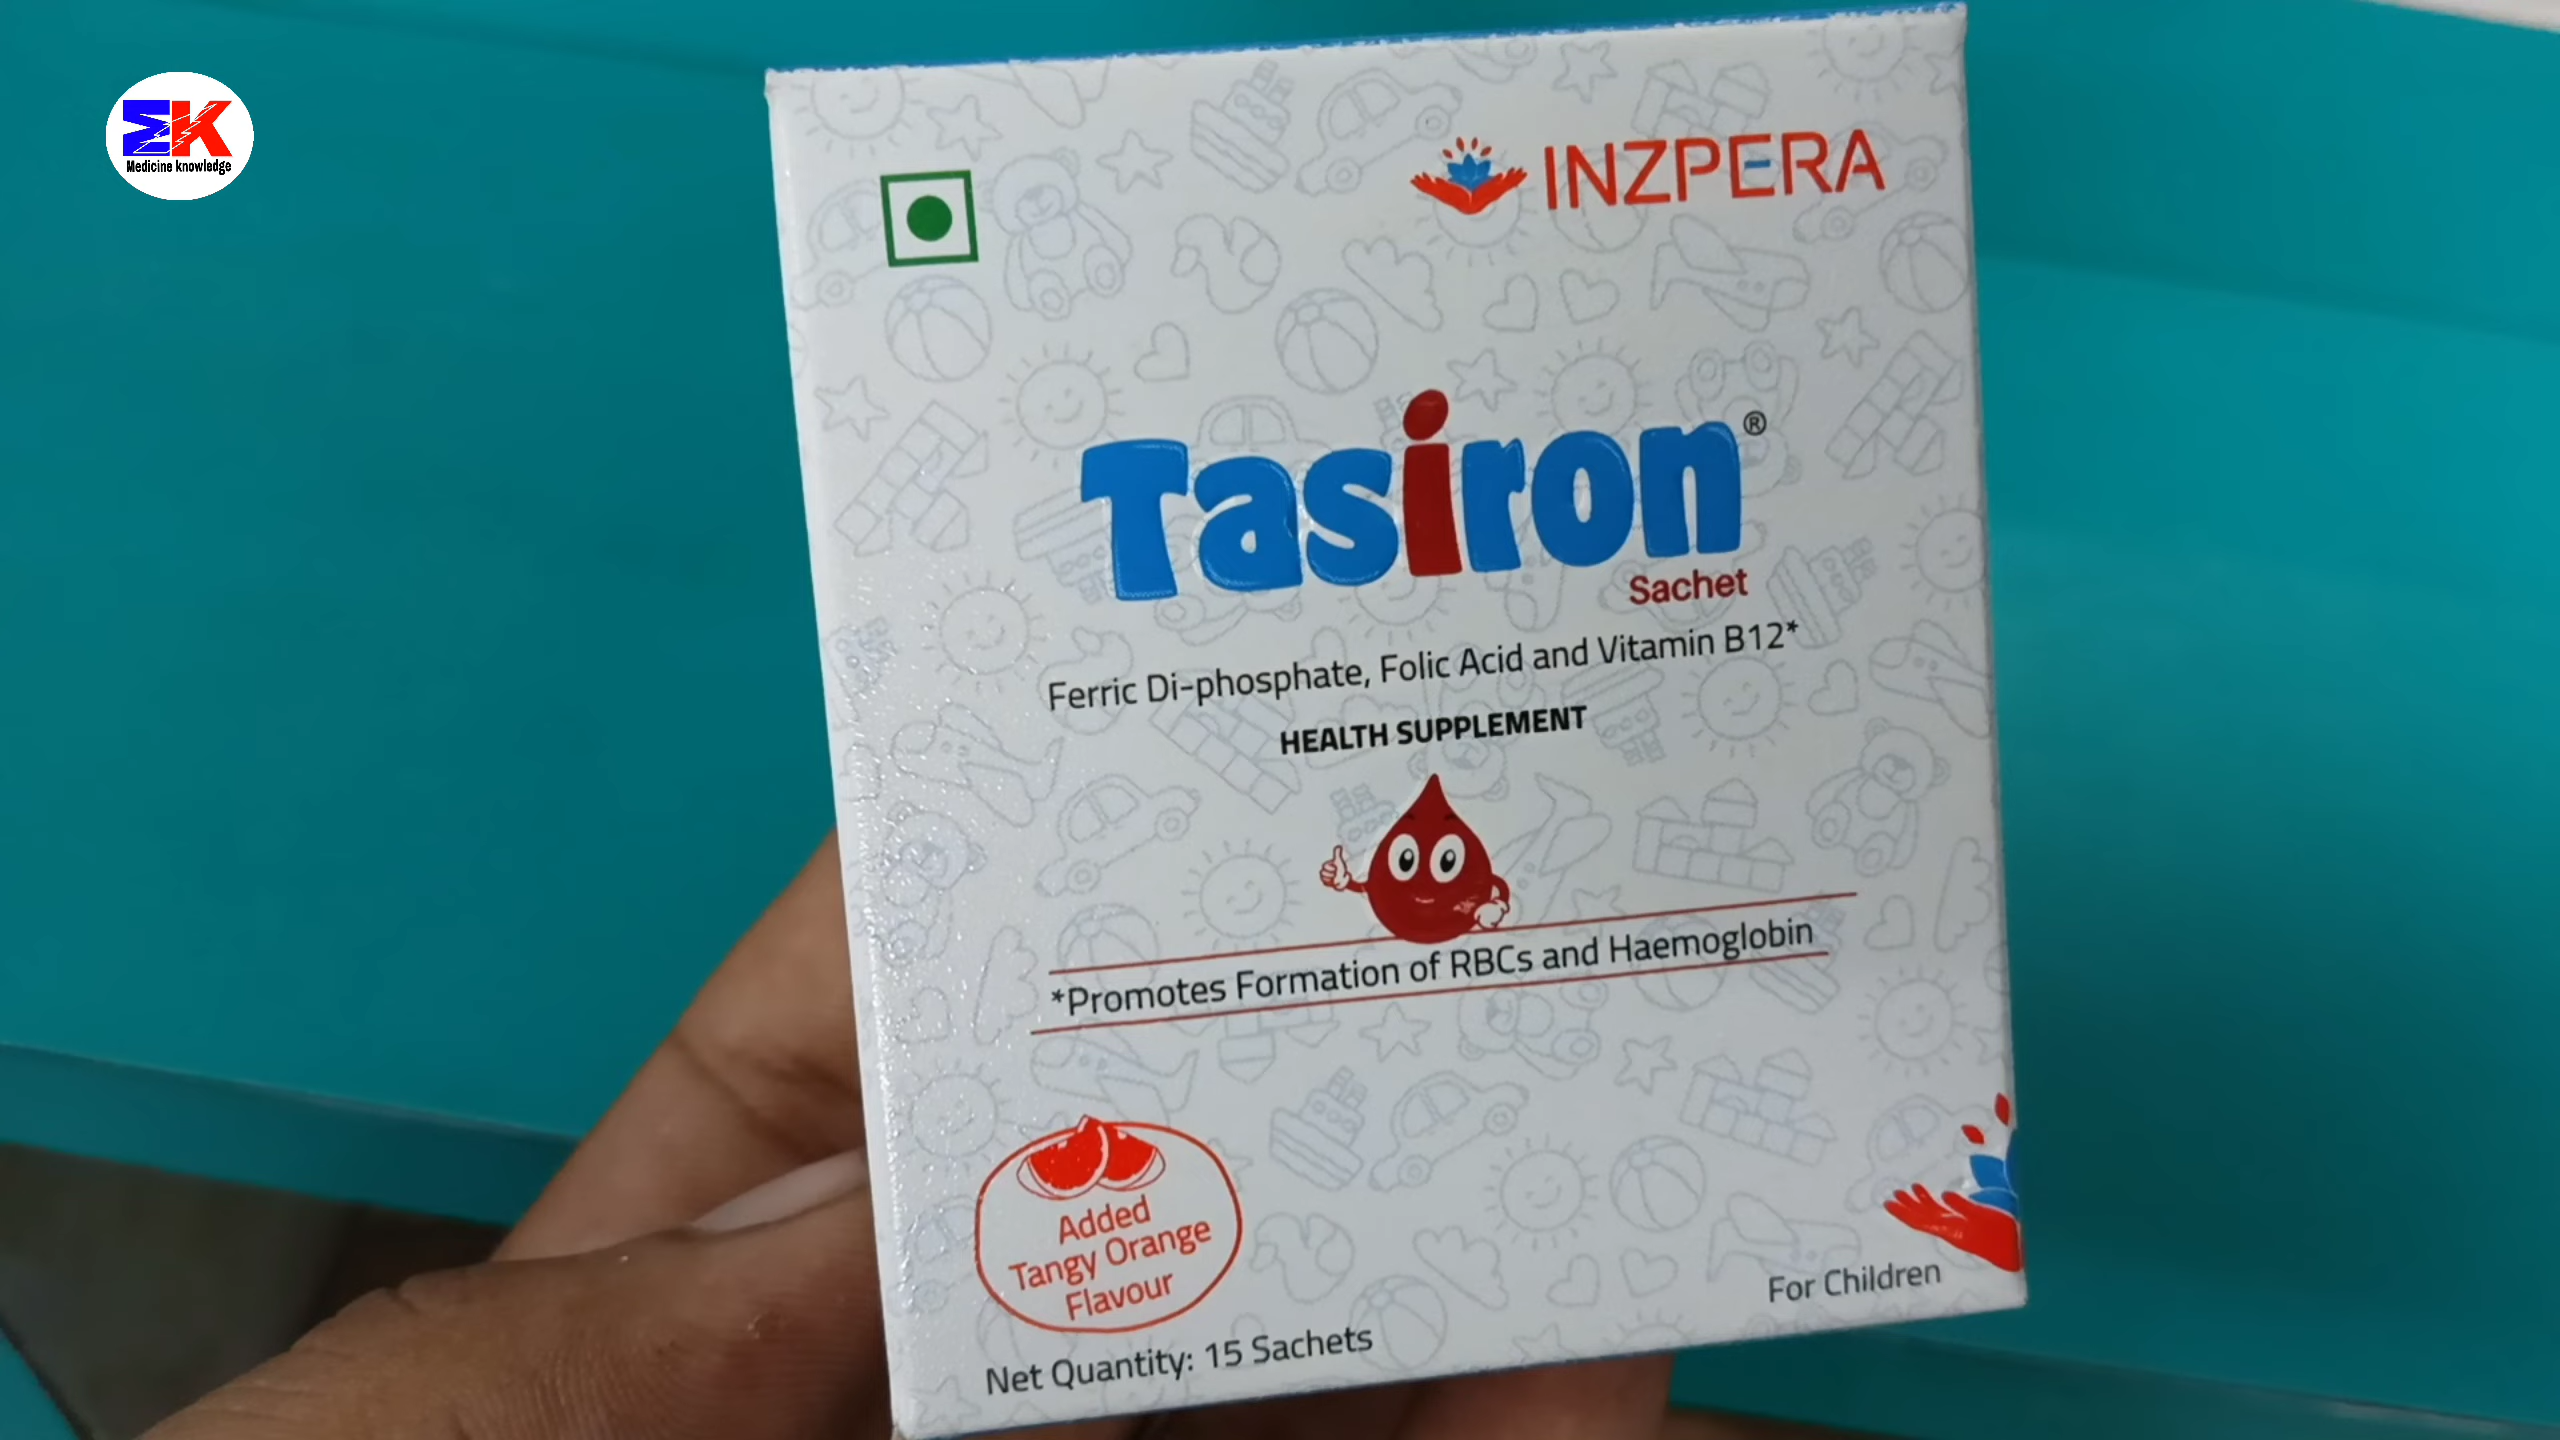 EK
Medicine knowledge
INZPERA
Tasiron®
Sachet
Ferric Di-phosphate, Folic Acid and Vitamin B12*
HEALTH SUPPLEMENT
*Promotes Formation of RBCs and Haemoglobin
Added
Tangy Orange
Flavour
For Children
Net Quantity: 15 Sachets